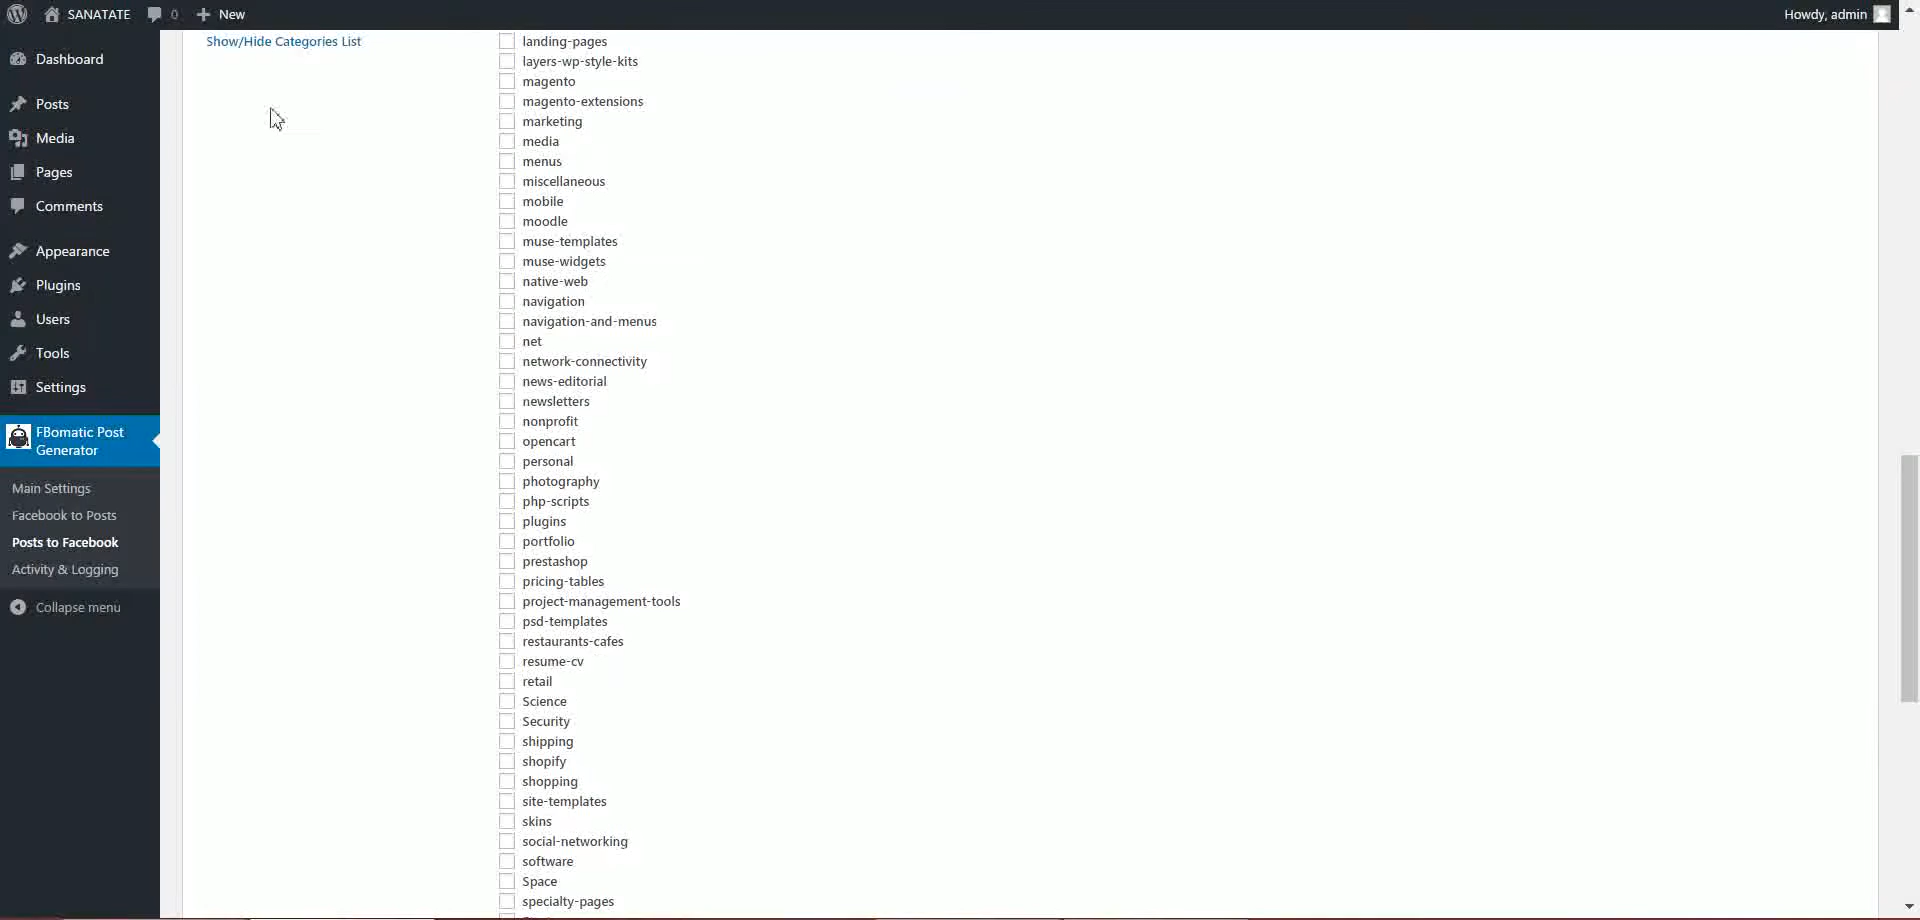 SANATATE 0 New Howdy, admin
Dashboard
Posts
Media
Pages
Comments
Appearance
Plugins
Users
Tools
Settings
FBomatic Post
Generator
Main Settings
Facebook to Posts
Posts to Facebook
Activity & Logging
Collapse menu
Show/Hide Categories List
landing-pages
layers-wp-style-kits
magento
magento-extensions
marketing
media
menus
miscellaneous
mobile
moodle
muse-templates
muse-widgets
native-web
navigation
navigation-and-menus
net
network-connectivity
news-editorial
newsletters
nonprofit
opencart
personal
photography
php-scripts
plugins
portfolio
prestashop
pricing-tables
project-management-tools
psd-templates
restaurants-cafes
resume-cv
retail
Science
Security
shipping
shopify
shopping
site-templates
skins
social-networking
software
Space
specialty-pages